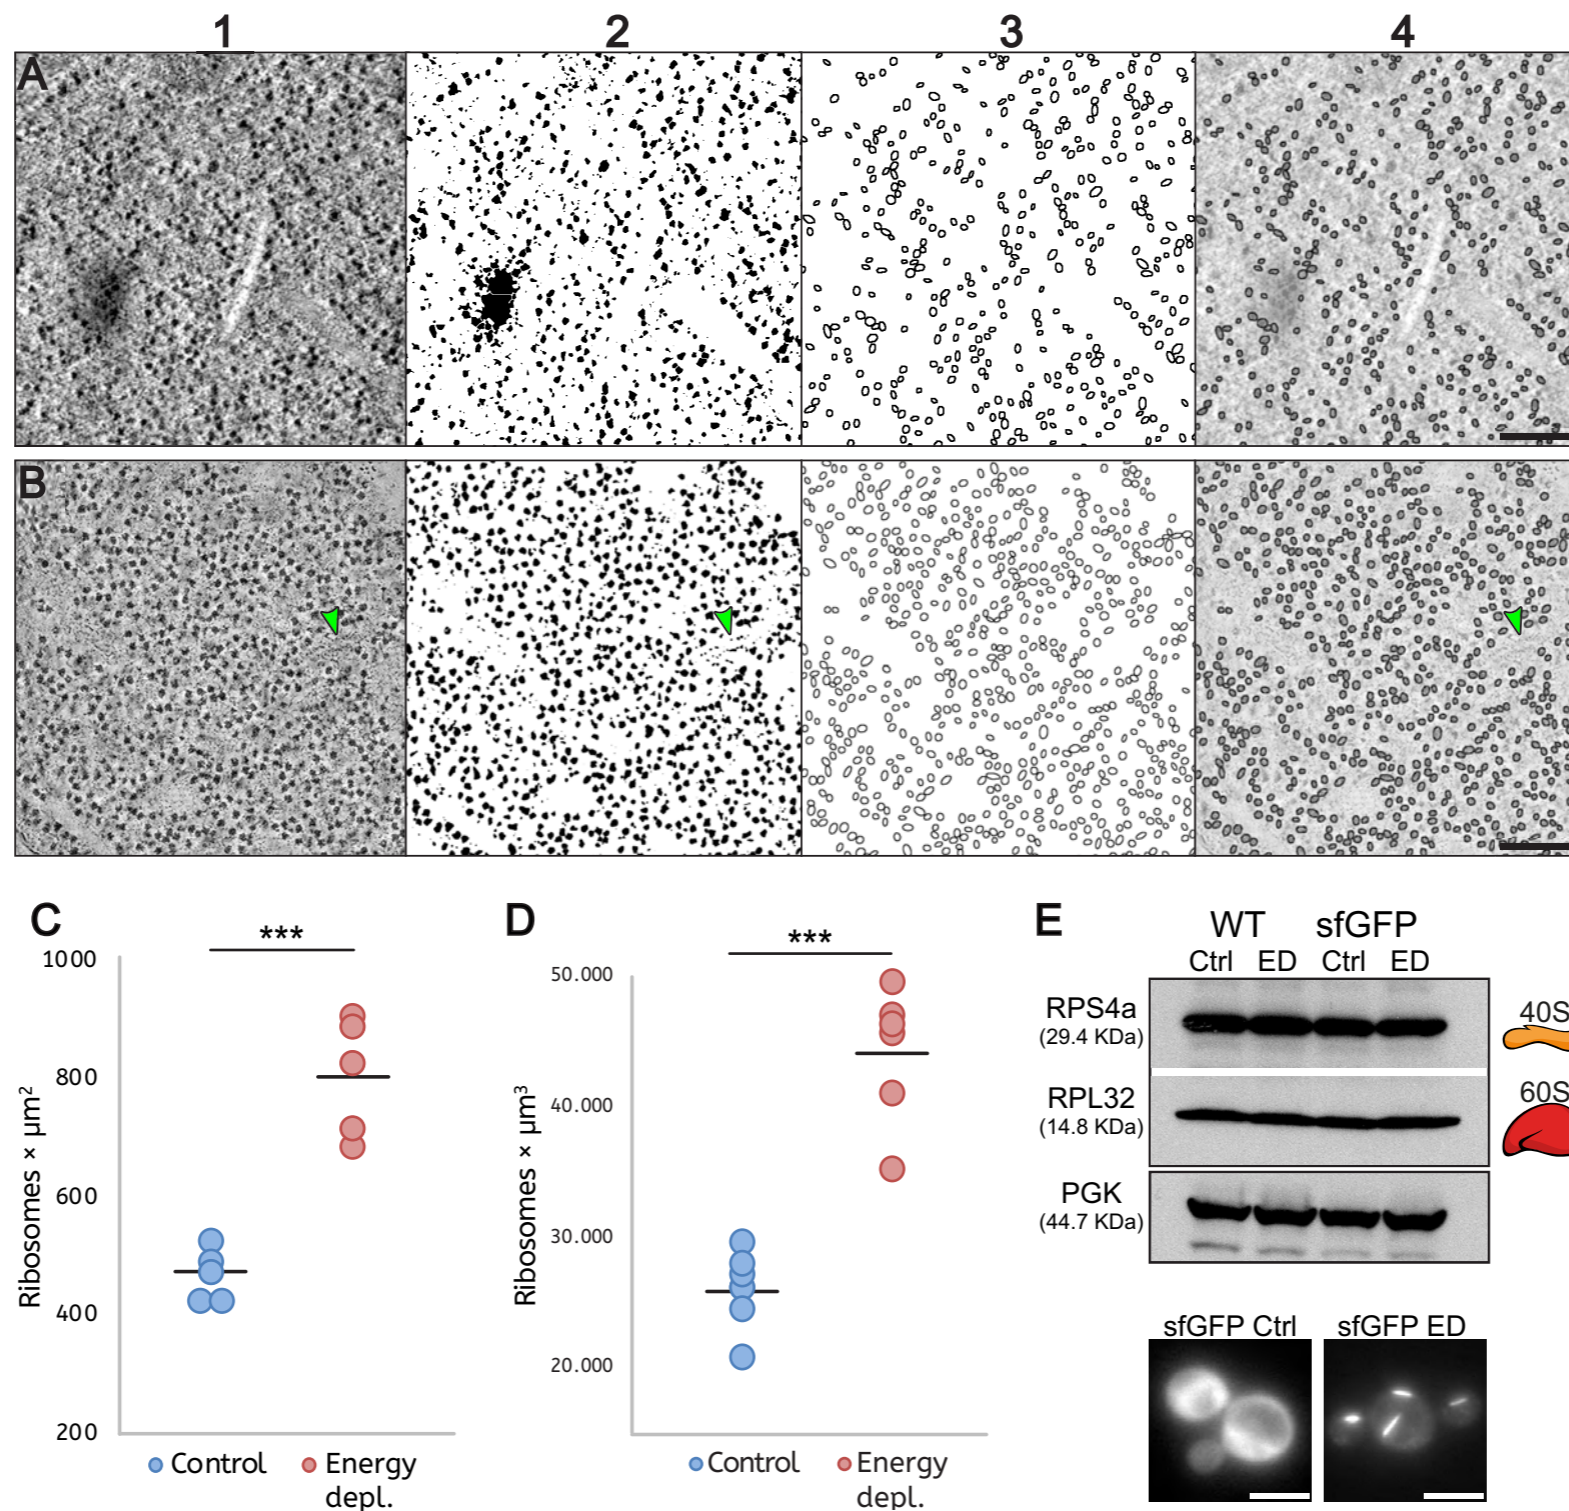 1 2 3 4
A
B
C
***
1000
800
600
400
200
Ribosomes × µm²
Control Energy depl.
D
***
50.000
40.000
30.000
20.000
Ribosomes × µm³
Control Energy depl.
E
WT sfGFP
Ctrl ED Ctrl ED
RPS4a
(29.4 KDa)
40S
RPL32
(14.8 KDa)
60S
PGK
(44.7 KDa)
sfGFP Ctrl sfGFP ED